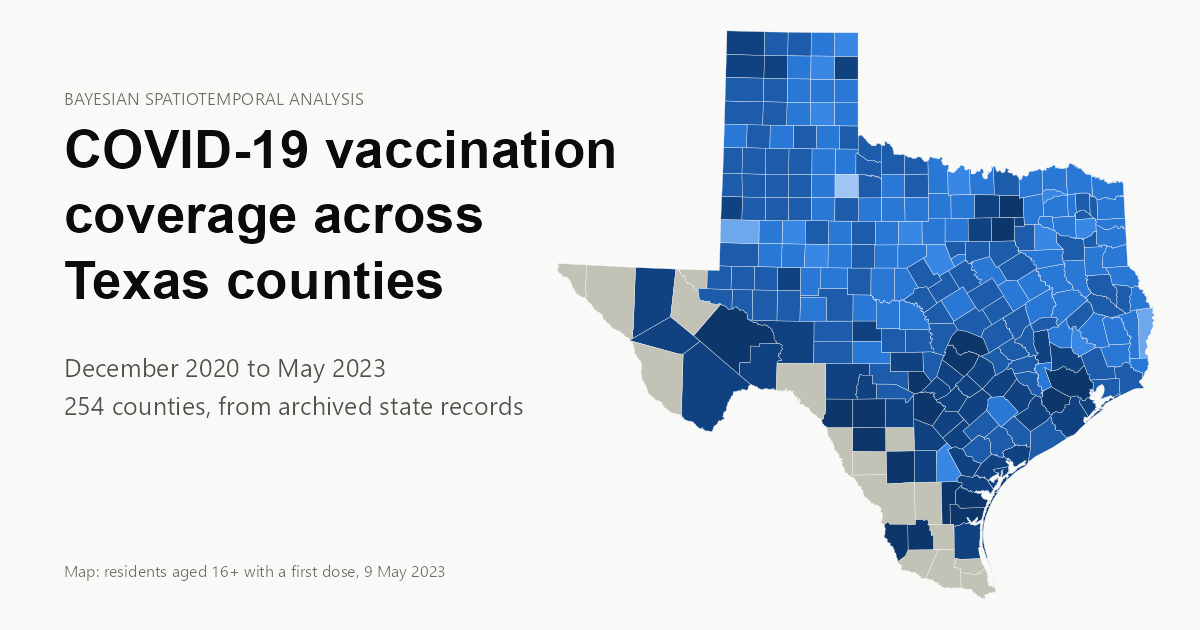 BAYESIAN SPATIOTEMPORAL ANALYSIS
COVID-19 vaccination
coverage across
Texas counties
December 2020 to May 2023
254 counties, from archived state records
Map: residents aged 16+ with a first dose, 9 May 2023